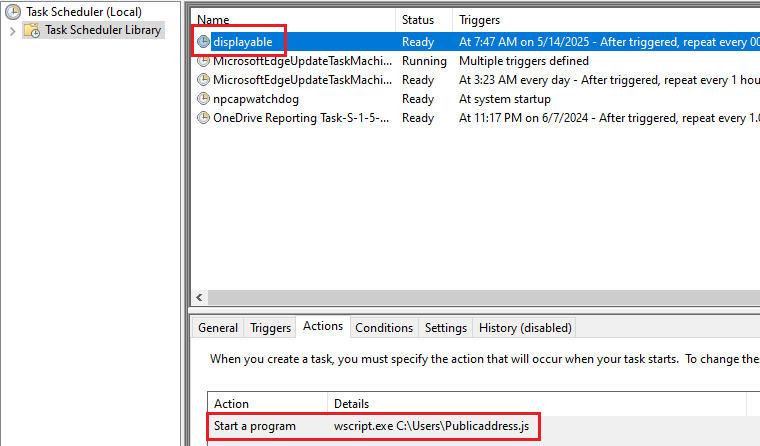 Task Scheduler (Local)
Task Scheduler Library
Name Status Triggers
displayable Ready At 7:47 AM on 5/14/2025 - After triggered, repeat every 00
MicrosoftEdgeUpdateTaskMachi... Running Multiple triggers defined
MicrosoftEdgeUpdateTaskMachi... Ready At 3:23 AM every day - After triggered, repeat every 1 hou
npcapwatchdog Ready At system startup
OneDrive Reporting Task-S-1-5-... Ready At 11:17 PM on 6/7/2024 - After triggered, repeat every 1.0
General Triggers Actions Conditions Settings History (disabled)
When you create a task, you must specify the action that will occur when your task starts. To change the
Action Details
Start a program wscript.exe C:\Users\Publicaddress.js